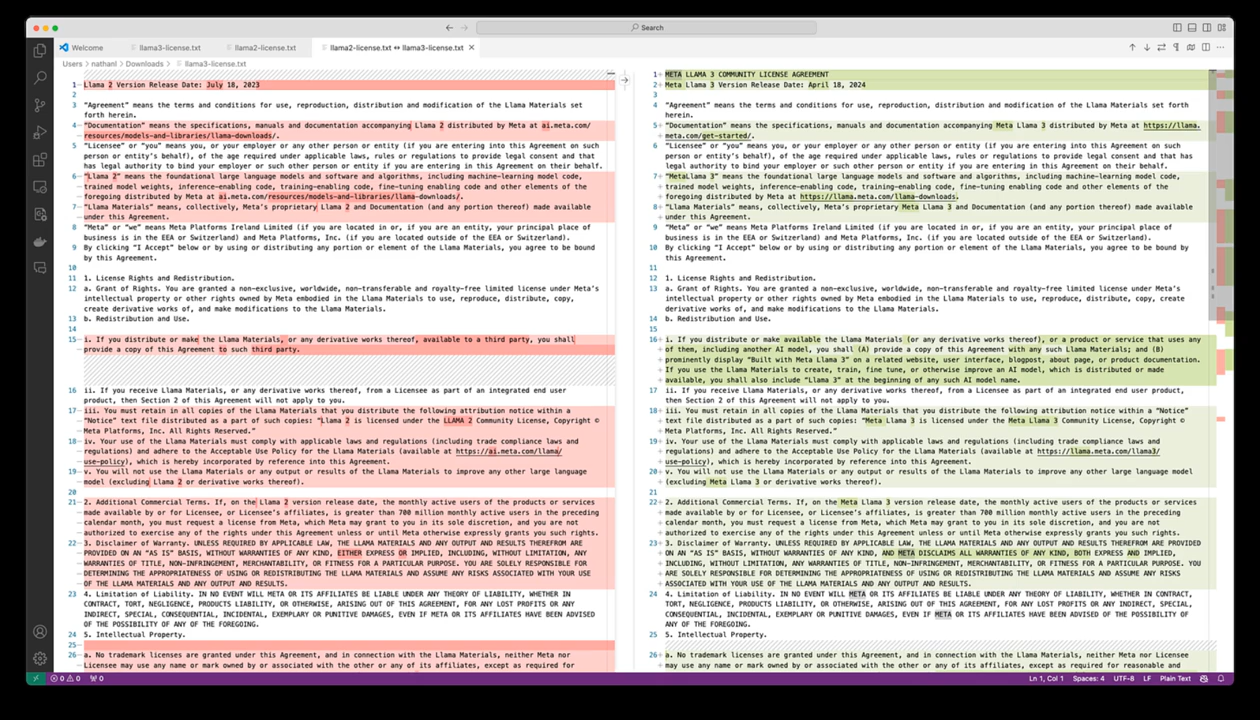 Search
Welcome
llama3-license.txt
llama2-license.txt
llama2-license.txt ↔ llama3-license.txt ×
Users > nathanl > Downloads > llama3-license.txt
1 Llama 2 Version Release Date: July 18, 2023
2
3 “Agreement” means the terms and conditions for use, reproduction, distribution and modification of the Llama Materials set
forth herein.
4 “Documentation” means the specifications, manuals and documentation accompanying Llama 2 distributed by Meta at ai.meta.com/
resources/models-and-libraries/llama-downloads/.
5 “Licensee” or “you” means you, or your employer or any other person or entity (if you are entering into this Agreement on such
person or entity’s behalf), of the age required under applicable laws, rules or regulations to provide legal consent and that
has legal authority to bind your employer or such other person or entity if you are entering in this Agreement on their behalf.
6 “Llama 2” means the foundational large language models and software and algorithms, including machine-learning model code,
trained model weights, inference-enabling code, training-enabling code, fine-tuning enabling code and other elements of the
foregoing distributed by Meta at ai.meta.com/resources/models-and-libraries/llama-downloads/.
7 “Llama Materials” means, collectively, Meta’s proprietary Llama 2 and Documentation (and any portion thereof) made available
under this Agreement.
8 “Meta” or “we” means Meta Platforms Ireland Limited (if you are located in or, if you are an entity, your principal place of
business is in the EEA or Switzerland) and Meta Platforms, Inc. (if you are located outside of the EEA or Switzerland).
9 By clicking “I Accept” below or by using or distributing any portion or element of the Llama Materials, you agree to be bound
by this Agreement.
10
11 1. License Rights and Redistribution.
12 a. Grant of Rights. You are granted a non-exclusive, worldwide, non-transferable and royalty-free limited license under Meta’s
intellectual property or other rights owned by Meta embodied in the Llama Materials to use, reproduce, distribute, copy,
create derivative works of, and make modifications to the Llama Materials.
13 b. Redistribution and Use.
14
15 i. If you distribute or make the Llama Materials, or any derivative works thereof, available to a third party, you shall
provide a copy of this Agreement to such third party.
16 ii. If you receive Llama Materials, or any derivative works thereof, from a Licensee as part of an integrated end user
product, then Section 2 of this Agreement will not apply to you.
17 iii. You must retain in all copies of the Llama Materials that you distribute the following attribution notice within a
“Notice” text file distributed as a part of such copies: “Llama 2 is licensed under the LLAMA 2 Community License, Copyright ©
Meta Platforms, Inc. All Rights Reserved.”
18 iv. Your use of the Llama Materials must comply with applicable laws and regulations (including trade compliance laws and
regulations) and adhere to the Acceptable Use Policy for the Llama Materials (available at https://ai.meta.com/llama/
use-policy), which is hereby incorporated by reference into this Agreement.
19 v. You will not use the Llama Materials or any output or results of the Llama Materials to improve any other large language
model (excluding Llama 2 or derivative works thereof).
20
21 2. Additional Commercial Terms. If, on the Llama 2 version release date, the monthly active users of the products or services
made available by or for Licensee, or Licensee’s affiliates, is greater than 700 million monthly active users in the preceding
calendar month, you must request a license from Meta, which Meta may grant to you in its sole discretion, and you are not
authorized to exercise any of the rights under this Agreement unless or until Meta otherwise expressly grants you such rights.
22 3. Disclaimer of Warranty. UNLESS REQUIRED BY APPLICABLE LAW, THE LLAMA MATERIALS AND ANY OUTPUT AND RESULTS THEREFROM ARE
PROVIDED ON AN “AS IS” BASIS, WITHOUT WARRANTIES OF ANY KIND, EITHER EXPRESS OR IMPLIED, INCLUDING, WITHOUT LIMITATION, ANY
WARRANTIES OF TITLE, NON-INFRINGEMENT, MERCHANTABILITY, OR FITNESS FOR A PARTICULAR PURPOSE. YOU ARE SOLELY RESPONSIBLE FOR
DETERMINING THE APPROPRIATENESS OF USING OR REDISTRIBUTING THE LLAMA MATERIALS AND ASSUME ANY RISKS ASSOCIATED WITH YOUR USE
OF THE LLAMA MATERIALS AND ANY OUTPUT AND RESULTS.
23 4. Limitation of Liability. IN NO EVENT WILL META OR ITS AFFILIATES BE LIABLE UNDER ANY THEORY OF LIABILITY, WHETHER IN
CONTRACT, TORT, NEGLIGENCE, PRODUCTS LIABILITY, OR OTHERWISE, ARISING OUT OF THIS AGREEMENT, FOR ANY LOST PROFITS OR ANY
INDIRECT, SPECIAL, CONSEQUENTIAL, INCIDENTAL, EXEMPLARY OR PUNITIVE DAMAGES, EVEN IF META OR ITS AFFILIATES HAVE BEEN ADVISED
OF THE POSSIBILITY OF ANY OF THE FOREGOING.
24 5. Intellectual Property.
25
26 a. No trademark licenses are granted under this Agreement, and in connection with the Llama Materials, neither Meta nor
Licensee may use any name or mark owned by or associated with the other or any of its affiliates, except as required for
1 META LLAMA 3 COMMUNITY LICENSE AGREEMENT
2 Meta Llama 3 Version Release Date: April 18, 2024
3
4 “Agreement” means the terms and conditions for use, reproduction, distribution and modification of the Llama Materials set forth
herein.
5 “Documentation” means the specifications, manuals and documentation accompanying Meta Llama 3 distributed by Meta at https://llama.
meta.com/get-started/.
6 “Licensee” or “you” means you, or your employer or any other person or entity (if you are entering into this Agreement on such
person or entity’s behalf), of the age required under applicable laws, rules or regulations to provide legal consent and that has
legal authority to bind your employer or such other person or entity if you are entering in this Agreement on their behalf.
7 “MetaLlama 3” means the foundational large language models and software and algorithms, including machine-learning model code,
trained model weights, inference-enabling code, training-enabling code, fine-tuning enabling code and other elements of the
foregoing distributed by Meta at https://llama.meta.com/llama-downloads.
8 “Llama Materials” means, collectively, Meta’s proprietary Meta Llama 3 and Documentation (and any portion thereof) made available
under this Agreement.
9 “Meta” or “we” means Meta Platforms Ireland Limited (if you are located in or, if you are an entity, your principal place of
business is in the EEA or Switzerland) and Meta Platforms, Inc. (if you are located outside of the EEA or Switzerland).
10 By clicking “I Accept” below or by using or distributing any portion or element of the Llama Materials, you agree to be bound by
this Agreement.
11
12 1. License Rights and Redistribution.
13 a. Grant of Rights. You are granted a non-exclusive, worldwide, non-transferable and royalty-free limited license under Meta’s
intellectual property or other rights owned by Meta embodied in the Llama Materials to use, reproduce, distribute, copy, create
derivative works of, and make modifications to the Llama Materials.
14 b. Redistribution and Use.
15
16 i. If you distribute or make available the Llama Materials (or any derivative works thereof), or a product or service that uses any
of them, including another AI model, you shall (A) provide a copy of this Agreement with any such Llama Materials; and (B)
prominently display “Built with Meta Llama 3” on a related website, user interface, blogpost, about page, or product documentation.
If you use the Llama Materials to create, train, fine tune, or otherwise improve an AI model, which is distributed or made
available, you shall also include “Llama 3” at the beginning of any such AI model name.
17 ii. If you receive Llama Materials, or any derivative works thereof, from a Licensee as part of an integrated end user product,
then Section 2 of this Agreement will not apply to you.
18 iii. You must retain in all copies of the Llama Materials that you distribute the following attribution notice within a “Notice”
text file distributed as a part of such copies: “Meta Llama 3 is licensed under the Meta Llama 3 Community License, Copyright ©
Meta Platforms, Inc. All Rights Reserved.”
19 iv. Your use of the Llama Materials must comply with applicable laws and regulations (including trade compliance laws and
regulations) and adhere to the Acceptable Use Policy for the Llama Materials (available at https://llama.meta.com/llama3/
use-policy), which is hereby incorporated by reference into this Agreement.
20 v. You will not use the Llama Materials or any output or results of the Llama Materials to improve any other large language model
(excluding Meta Llama 3 or derivative works thereof).
21
22 2. Additional Commercial Terms. If, on the Meta Llama 3 version release date, the monthly active users of the products or services
made available by or for Licensee, or Licensee’s affiliates, is greater than 700 million monthly active users in the preceding
calendar month, you must request a license from Meta, which Meta may grant to you in its sole discretion, and you are not
authorized to exercise any of the rights under this Agreement unless or until Meta otherwise expressly grants you such rights.
23 3. Disclaimer of Warranty. UNLESS REQUIRED BY APPLICABLE LAW, THE LLAMA MATERIALS AND ANY OUTPUT AND RESULTS THEREFROM ARE PROVIDED
ON AN “AS IS” BASIS, WITHOUT WARRANTIES OF ANY KIND, AND META DISCLAIMS ALL WARRANTIES OF ANY KIND, BOTH EXPRESS AND IMPLIED,
INCLUDING, WITHOUT LIMITATION, ANY WARRANTIES OF TITLE, NON-INFRINGEMENT, MERCHANTABILITY, OR FITNESS FOR A PARTICULAR PURPOSE. YOU
ARE SOLELY RESPONSIBLE FOR DETERMINING THE APPROPRIATENESS OF USING OR REDISTRIBUTING THE LLAMA MATERIALS AND ASSUME ANY RISKS
ASSOCIATED WITH YOUR USE OF THE LLAMA MATERIALS AND ANY OUTPUT AND RESULTS.
24 4. Limitation of Liability. IN NO EVENT WILL META OR ITS AFFILIATES BE LIABLE UNDER ANY THEORY OF LIABILITY, WHETHER IN CONTRACT,
TORT, NEGLIGENCE, PRODUCTS LIABILITY, OR OTHERWISE, ARISING OUT OF THIS AGREEMENT, FOR ANY LOST PROFITS OR ANY INDIRECT, SPECIAL,
CONSEQUENTIAL, INCIDENTAL, EXEMPLARY OR PUNITIVE DAMAGES, EVEN IF META OR ITS AFFILIATES HAVE BEEN ADVISED OF THE POSSIBILITY OF
ANY OF THE FOREGOING.
25 5. Intellectual Property.
26 a. No trademark licenses are granted under this Agreement, and in connection with the Llama Materials, neither Meta nor Licensee
may use any name or mark owned by or associated with the other or any of its affiliates, except as required for reasonable and
0 0 0
Ln 1, Col 1 Spaces: 4 UTF-8 LF Plain Text